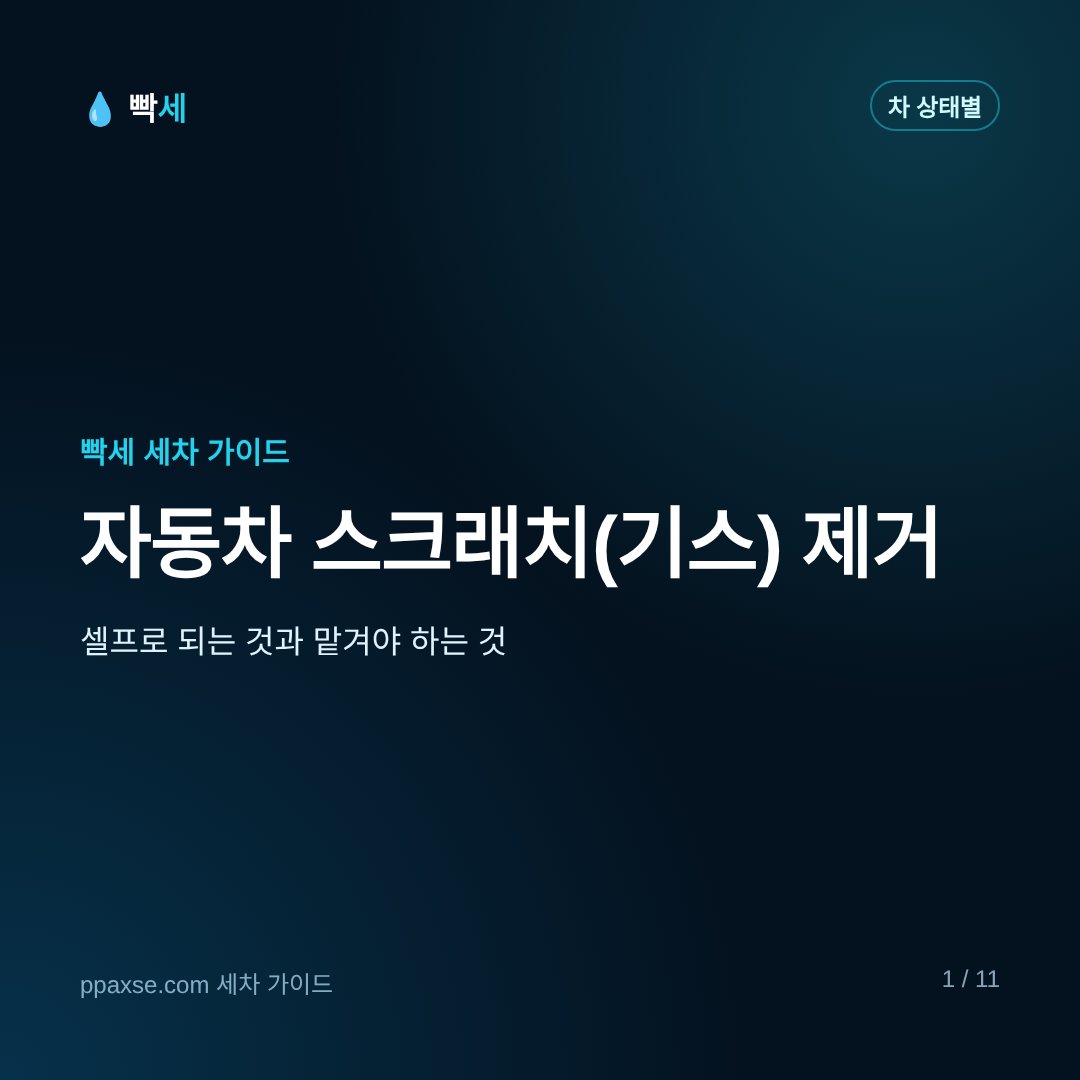 빡세
차 상태별
빡세 세차 가이드
자동차 스크래치(기스) 제거
셀프로 되는 것과 맡겨야 하는 것
ppaxse.com 세차 가이드
1 / 11